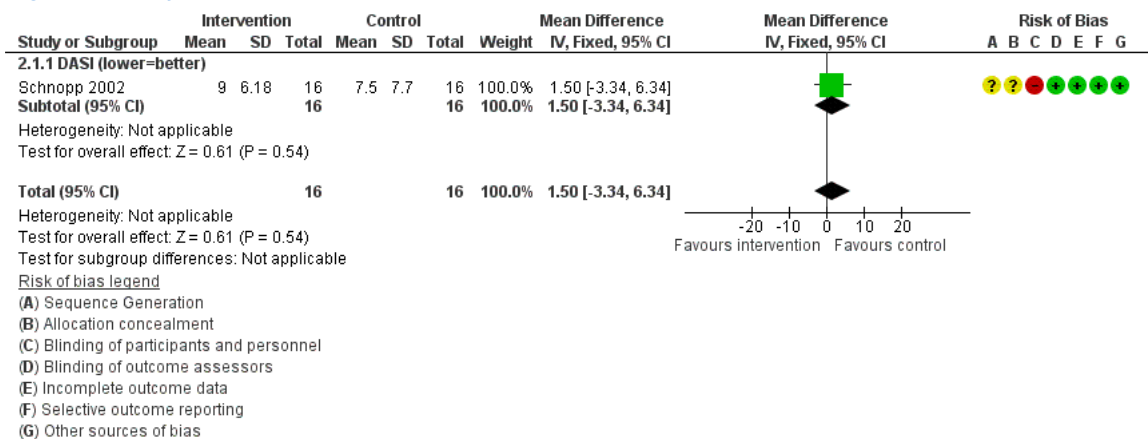 Intervention Control Mean Difference Mean Difference Risk of Bias
Study or Subgroup Mean SD Total Mean SD Total Weight IV, Fixed, 95% CI IV, Fixed, 95% CI A B C D E F G
2.1.1 DASI (lower=better)
Schnopp 2002 9 6.18 16 7.5 7.7 16 100.0% 1.50 [-3.34, 6.34] ? ? - + + + +
Subtotal (95% CI) 16 16 100.0% 1.50 [-3.34, 6.34]
Heterogeneity: Not applicable
Test for overall effect: Z = 0.61 (P = 0.54)
Total (95% CI) 16 16 100.0% 1.50 [-3.34, 6.34]
Heterogeneity: Not applicable
Test for overall effect: Z = 0.61 (P = 0.54)
Test for subgroup differences: Not applicable
-20 -10 0 10 20
Favours intervention Favours control
Risk of bias legend
(A) Sequence Generation
(B) Allocation concealment
(C) Blinding of participants and personnel
(D) Blinding of outcome assessors
(E) Incomplete outcome data
(F) Selective outcome reporting
(G) Other sources of bias